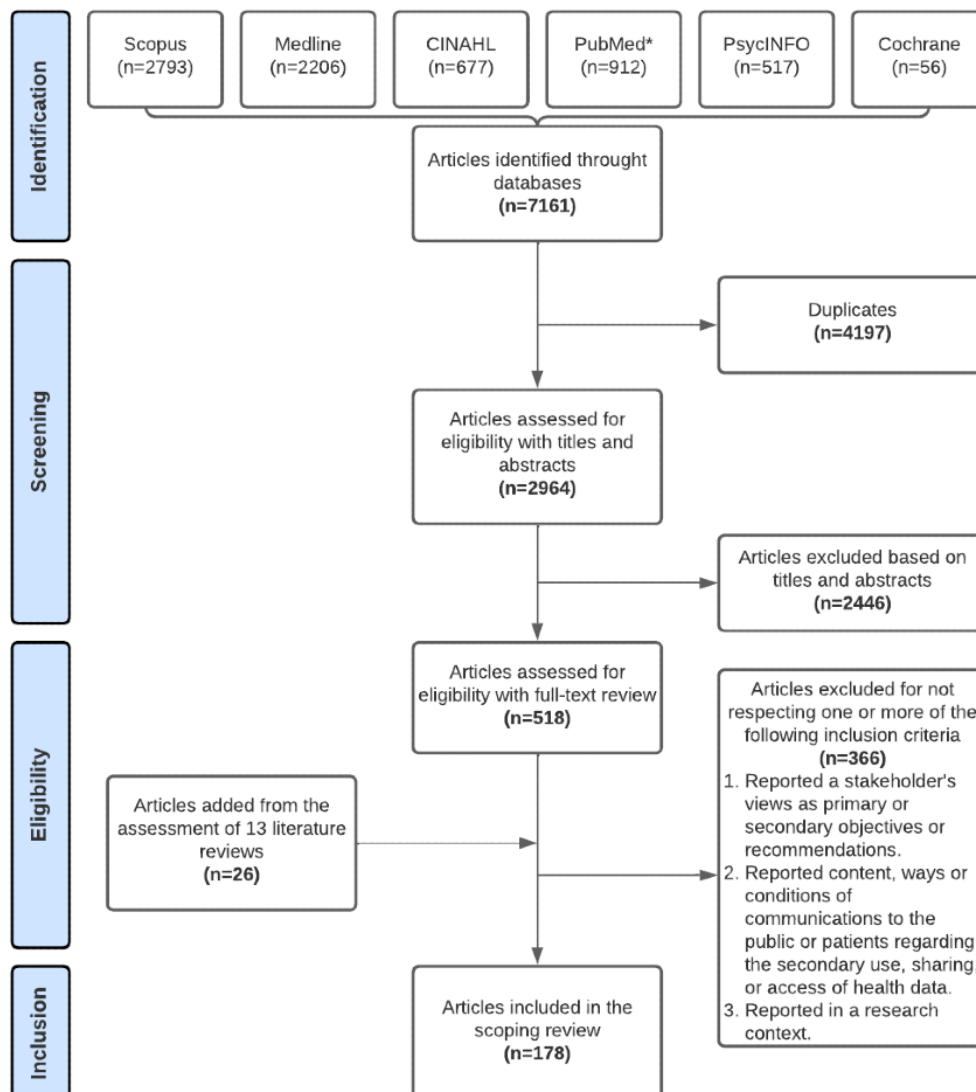 Identification
Scopus
(n=2793)
Medline
(n=2206)
CINAHL
(n=677)
PubMed*
(n=912)
PsycINFO
(n=517)
Cochrane
(n=56)
Articles identified throught
databases
(n=7161)
Screening
Duplicates
(n=4197)
Articles assessed for
eligibility with titles and
abstracts
(n=2964)
Articles excluded based on
titles and abstracts
(n=2446)
Eligibility
Articles assessed for
eligibility with full-text review
(n=518)
Articles added from the
assessment of 13 literature
reviews
(n=26)
Articles excluded for not
respecting one or more of the
following inclusion criteria
(n=366)
1. Reported a stakeholder's
views as primary or
secondary objectives or
recommendations.
2. Reported content, ways or
conditions of
communications to the
public or patients regarding
the secondary use, sharing,
or access of health data.
3. Reported in a research
context.
Inclusion
Articles included in the
scoping review
(n=178)